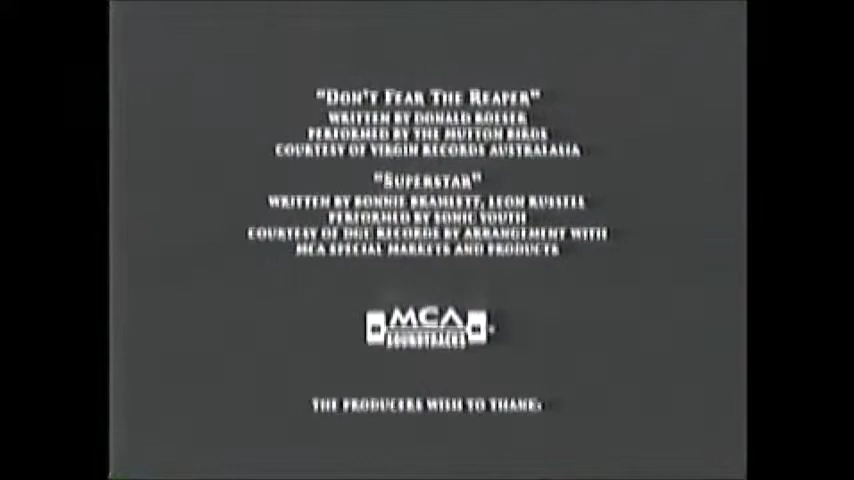 "DON'T FEAR THE REAPER"
WRITTEN BY DONALD ROESER
PERFORMED BY THE MUTTON BIRDS
COURTESY OF VIRGIN RECORDS AUSTRALASIA
"SUPERSTAR"
WRITTEN BY BONNIE BRAMLETT, LEON RUSSELL
PERFORMED BY SONIC YOUTH
COURTESY OF DGC RECORDS BY ARRANGEMENT WITH
MCA SPECIAL MARKETS AND PRODUCTS
MCA
SOUNDTRACKS
THE PRODUCERS WISH TO THANK: